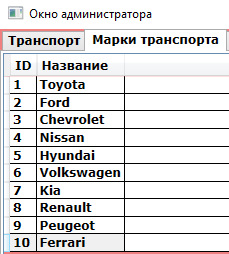 Окно администратора
Транспорт Марки транспорта
ID Название
1 Toyota
2 Ford
3 Chevrolet
4 Nissan
5 Hyundai
6 Volkswagen
7 Kia
8 Renault
9 Peugeot
10 Ferrari